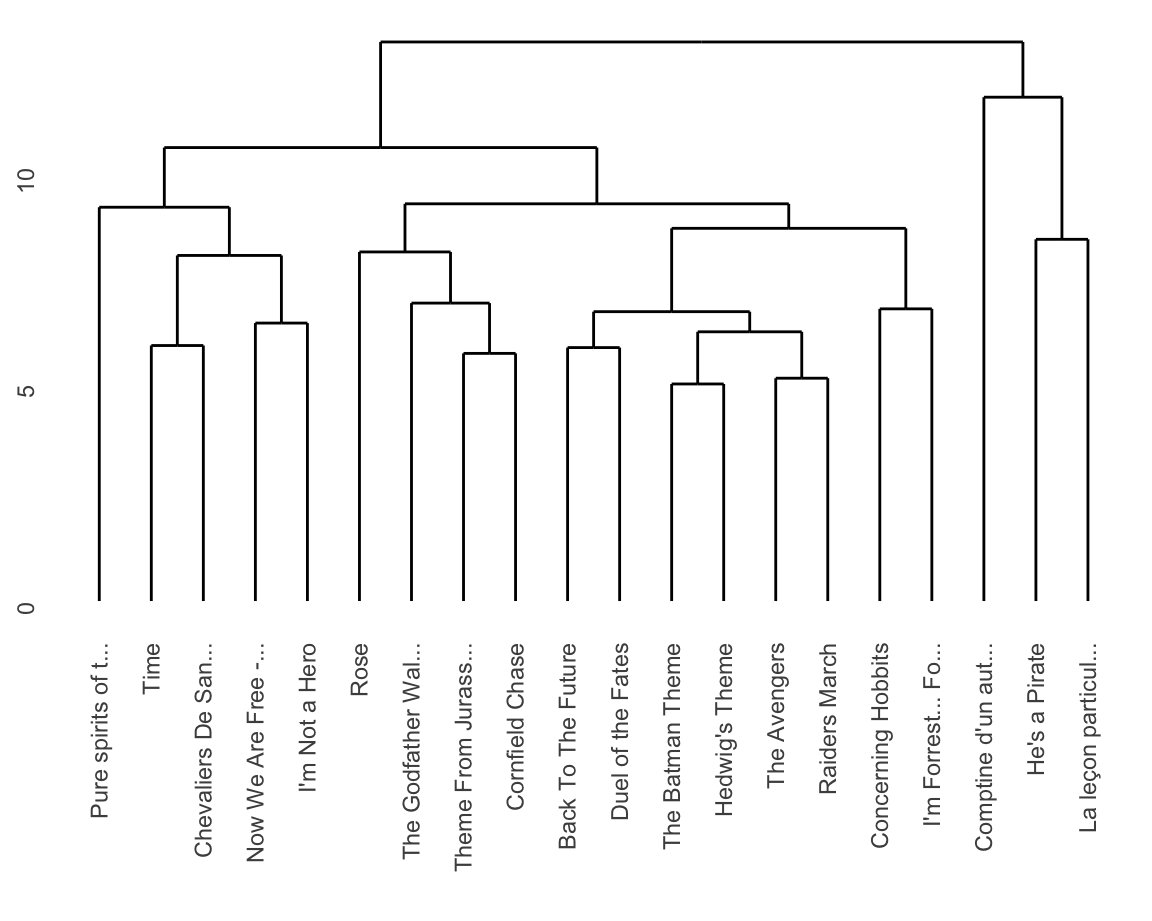 10
5
0
Pure spirits of t...
Time
Chevaliers De San...
Now We Are Free -...
I'm Not a Hero
Rose
The Godfather Wal...
Theme From Jurass...
Cornfield Chase
Back To The Future
Duel of the Fates
The Batman Theme
Hedwig's Theme
The Avengers
Raiders March
Concerning Hobbits
I'm Forrest... Fo...
Comptine d'un aut...
He's a Pirate
La leçon particul...